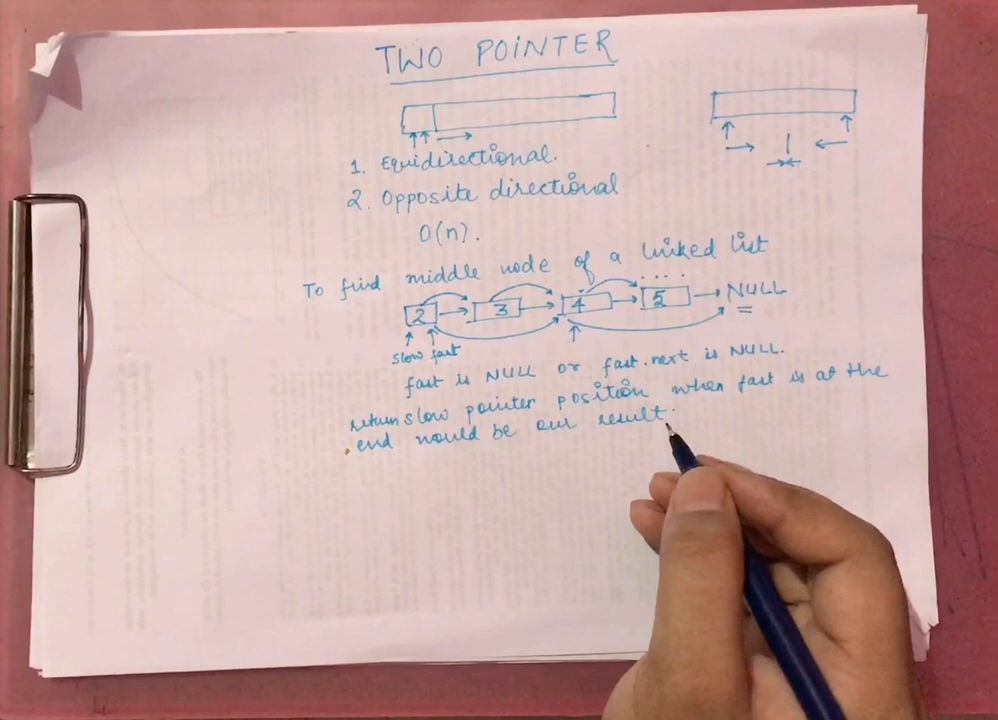 TWO POINTER
1. Equidirectional.
2. Opposite directional
O(n).
To find middle node of a linked list
2 3 4 5 NULL
slow fast
fast is NULL or fast.next is NULL.
return slow pointer position when fast is at the
end would be our result.